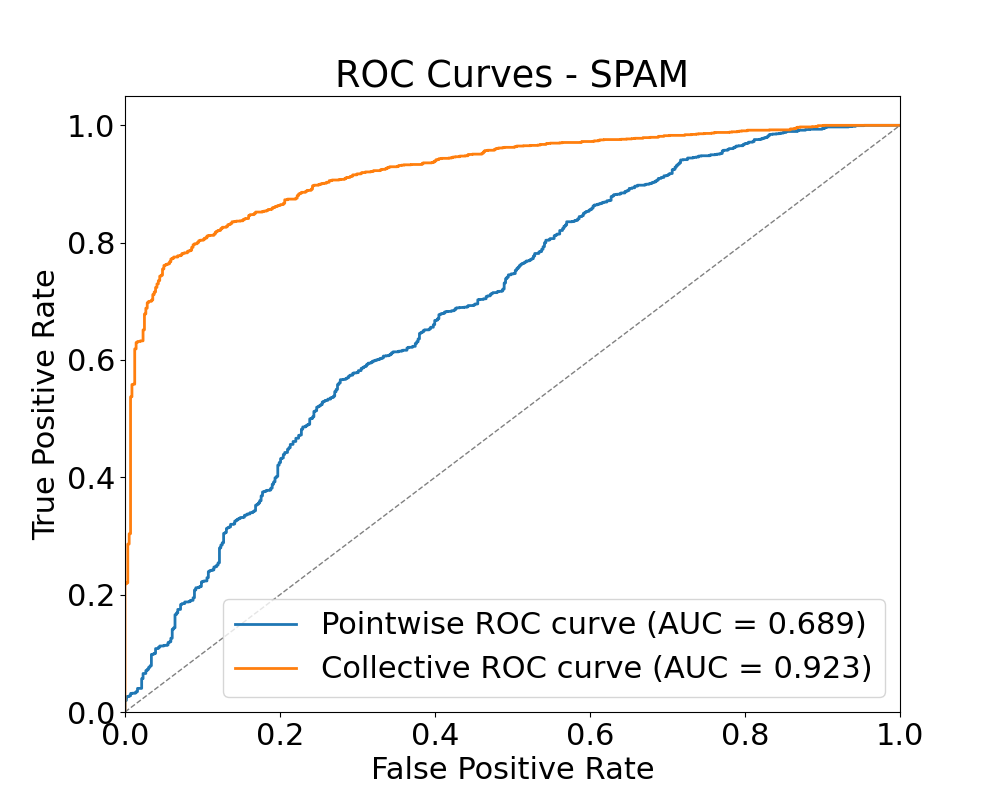 ROC Curves - SPAM
True Positive Rate
1.0
0.8
0.6
0.4
0.2
0.0
Pointwise ROC curve (AUC = 0.689)
Collective ROC curve (AUC = 0.923)
0.0 0.2 0.4 0.6 0.8 1.0
False Positive Rate